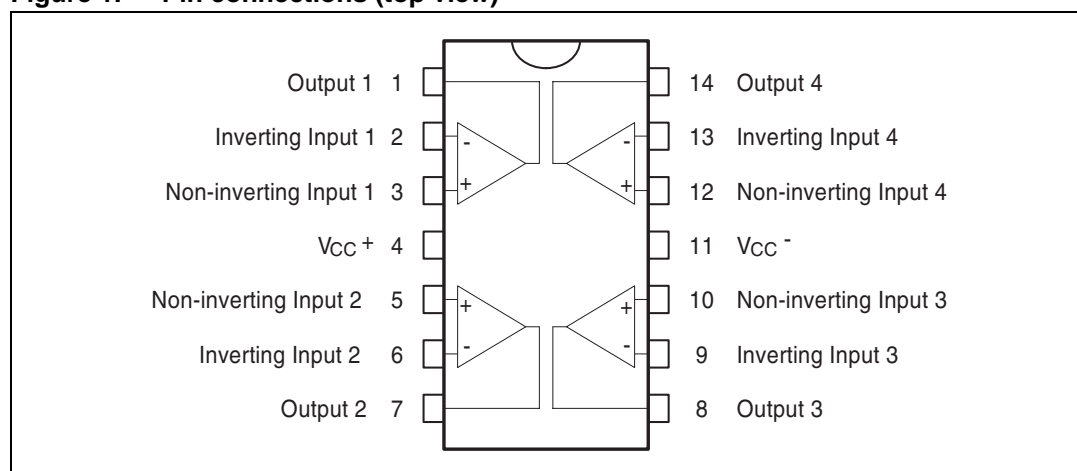 Figure 1. Pin connections (top view)
Output 1 1
14 Output 4
Inverting Input 1 2
-
-
13 Inverting Input 4
Non-inverting Input 1 3
+
+
12 Non-inverting Input 4
VCC + 4
11 VCC -
Non-inverting Input 2 5
+
+
10 Non-inverting Input 3
Inverting Input 2 6
-
-
9 Inverting Input 3
Output 2 7
8 Output 3